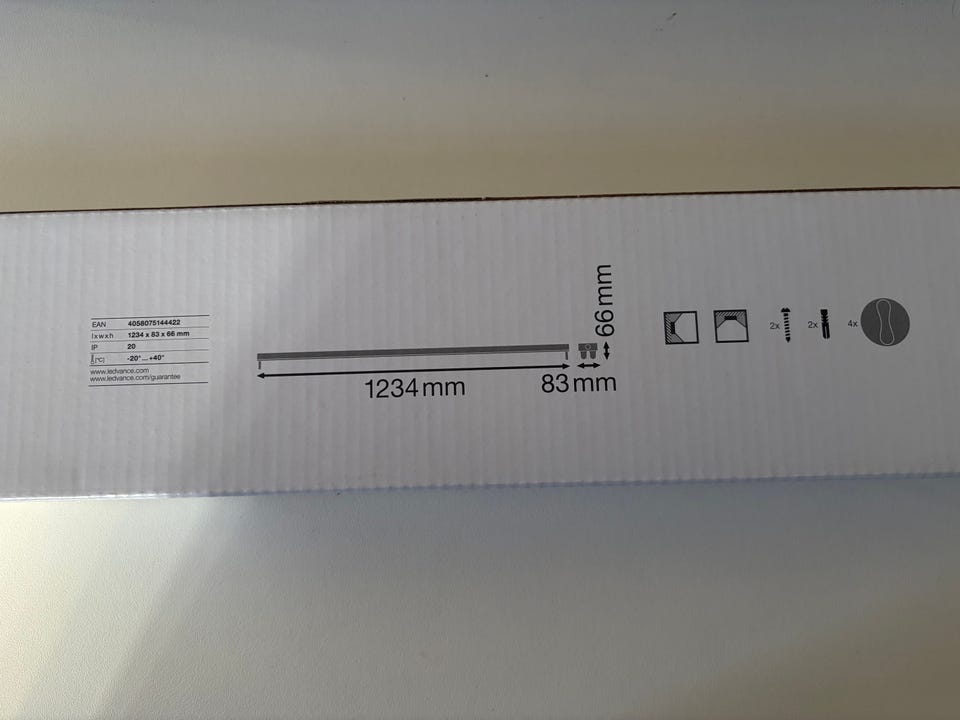 EAN 4058075144422
l x w x h 1234 x 83 x 66 mm
IP 20
[°C] -20°...+40°
www.ledvance.com
www.ledvance.com/guarantee
1234 mm
83 mm
66 mm
2x
2x
4x